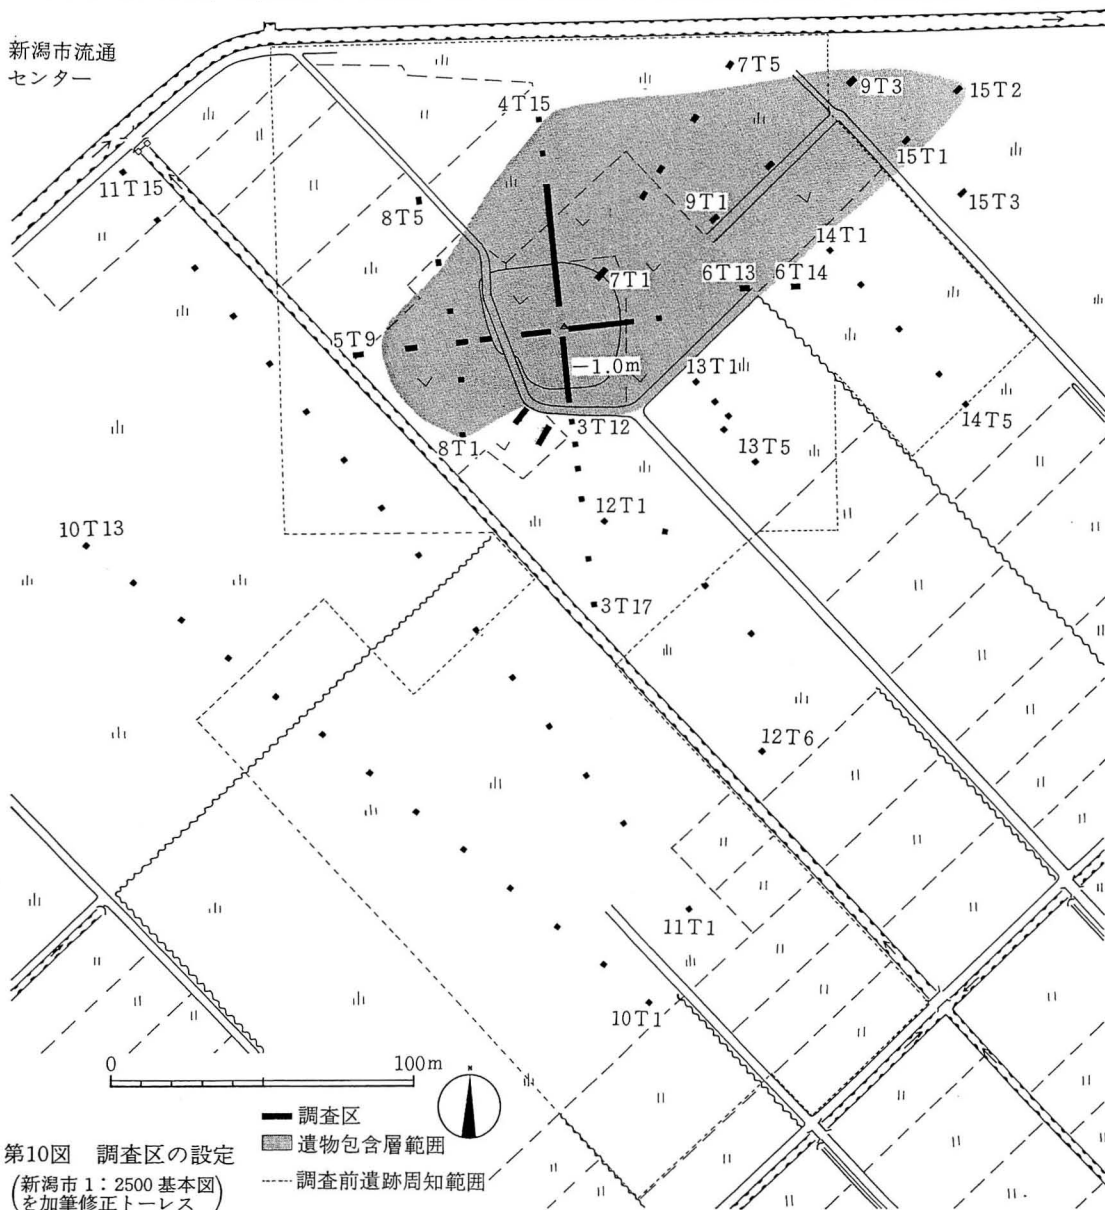 新潟市流通
センター
7T5
9T3
15T2
4T15
15T1
11T15
8T5
9T1
15T3
14T1
7T1
6T13
6T14
5T9
-1.0m
13T1
14T5
3T12
8T1
13T5
12T1
10T13
3T17
12T6
11T1
10T1
0
100m
N
調査区
遺物包含層範囲
調査前遺跡周知範囲
第10図 調査区の設定
(新潟市1:2500基本図
を加筆修正トーレス)